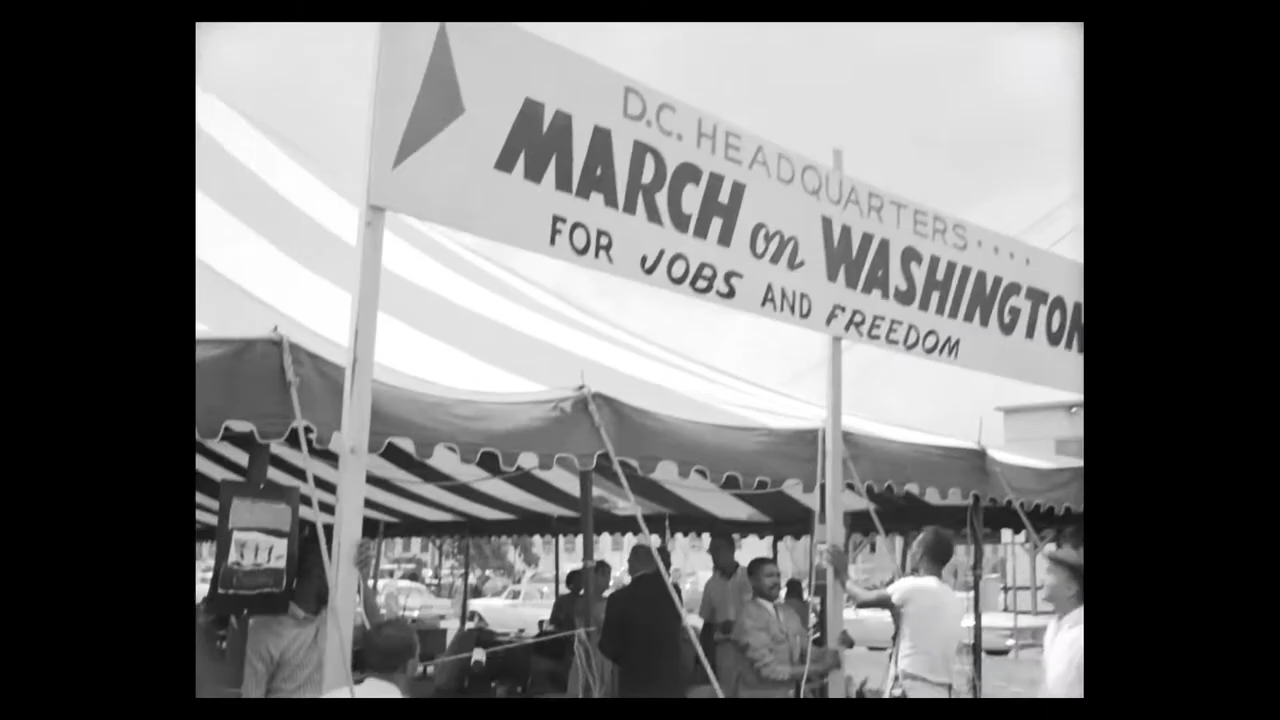 D.C. HEADQUARTERS....
MARCH on WASHINGTON
FOR JOBS AND FREEDOM